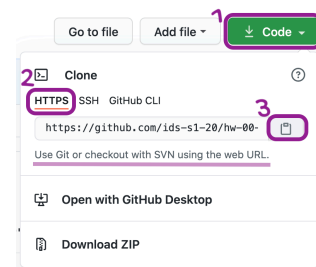 1
Go to file Add file Code
2 Clone ?
HTTPS SSH GitHub CLI
3
https://github.com/ids-s1-20/hw-00-
Use Git or checkout with SVN using the web URL.
Open with GitHub Desktop
Download ZIP